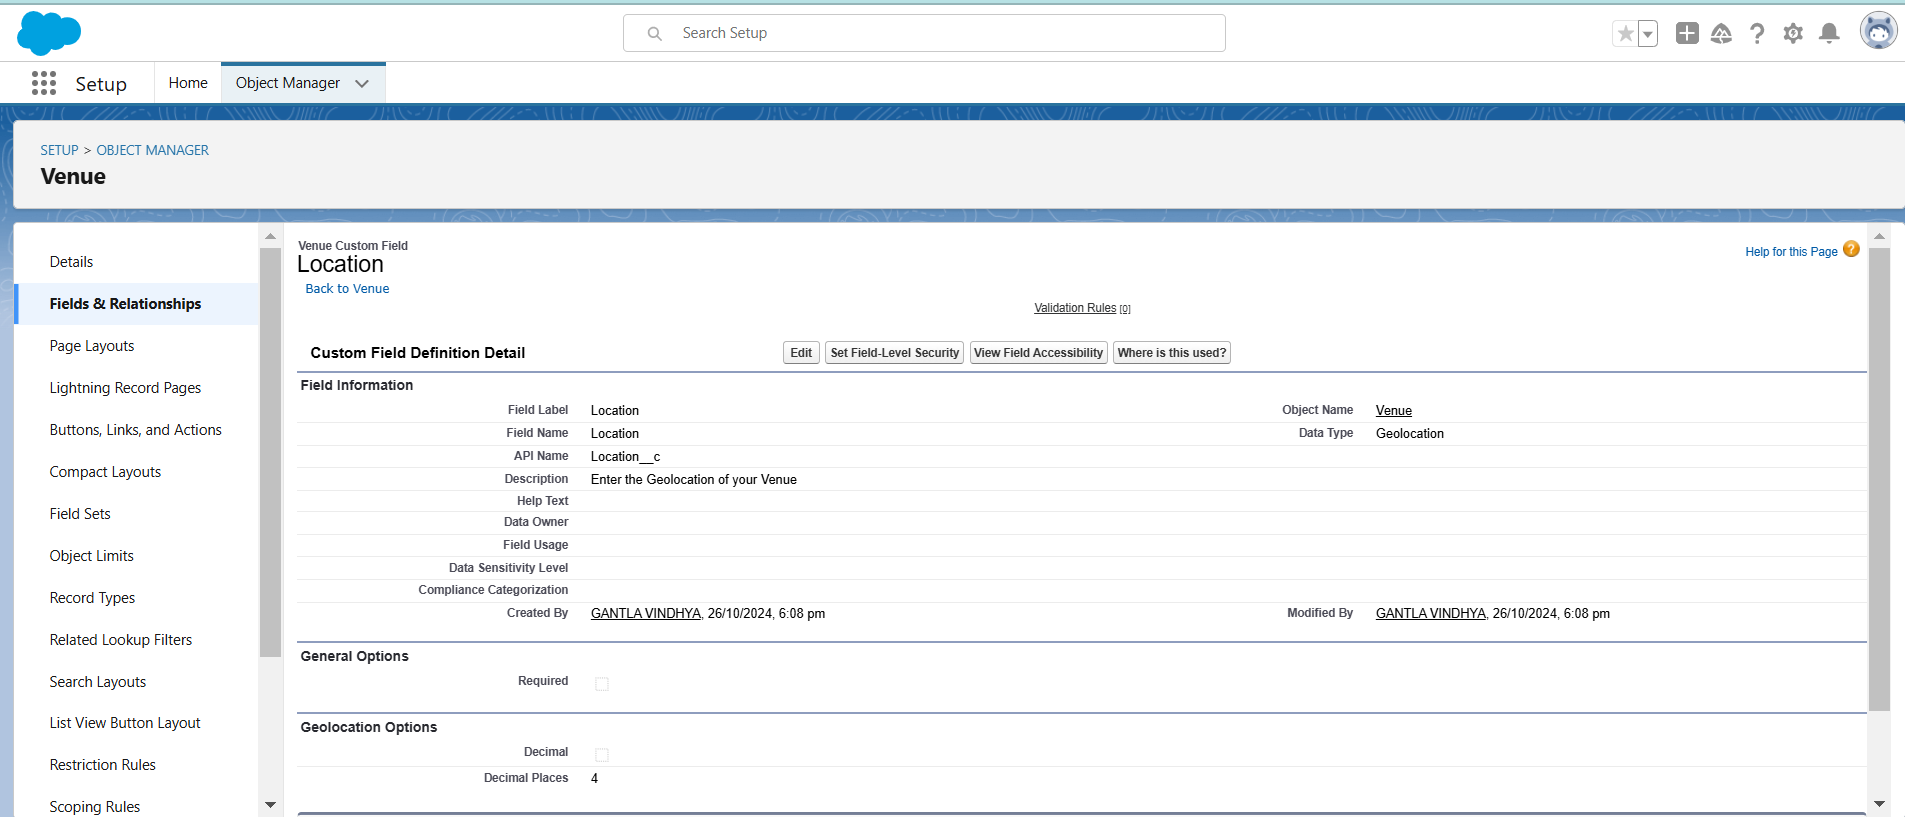 Search Setup
Setup
Home
Object Manager
SETUP > OBJECT MANAGER
Venue
Details
Fields & Relationships
Page Layouts
Lightning Record Pages
Buttons, Links, and Actions
Compact Layouts
Field Sets
Object Limits
Record Types
Related Lookup Filters
Search Layouts
List View Button Layout
Restriction Rules
Scoping Rules
Venue Custom Field
Location
Back to Venue
Help for this Page ?
Validation Rules [0]
Custom Field Definition Detail
Edit Set Field-Level Security View Field Accessibility Where is this used?
Field Information
Field Label Location Object Name Venue
Field Name Location Data Type Geolocation
API Name Location__c
Description Enter the Geolocation of your Venue
Help Text
Data Owner
Field Usage
Data Sensitivity Level
Compliance Categorization
Created By GANTLA VINDHYA, 26/10/2024, 6:08 pm Modified By GANTLA VINDHYA, 26/10/2024, 6:08 pm
General Options
Required
Geolocation Options
Decimal
Decimal Places 4